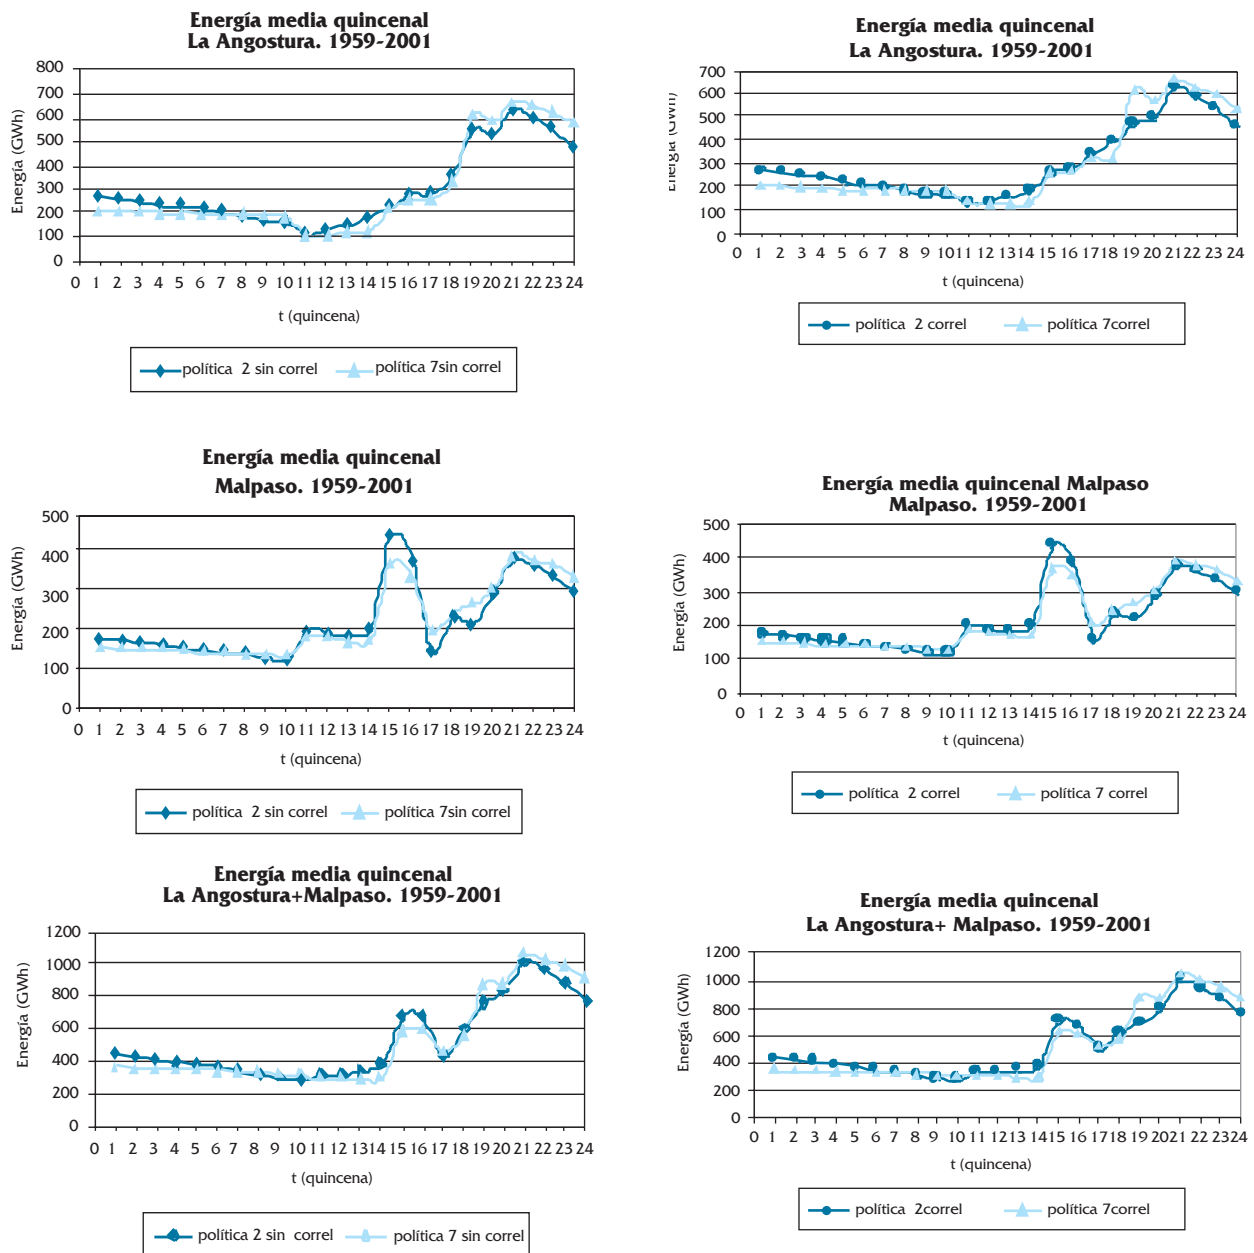 Energía media quincenal
La Angostura. 1959-2001
800
700
600
500
400
300
200
100
0
Energía (GWh)
0 1 2 3 4 5 6 7 8 9 10 11 12 13 14 15 16 17 18 19 20 21 22 23 24
t (quincena)
política 2 sin correl política 7sin correl
Energía media quincenal
La Angostura. 1959-2001
700
600
500
400
300
200
100
0
Energía (GWh)
0 1 2 3 4 5 6 7 8 9 10 11 12 13 14 15 16 17 18 19 20 21 22 23 24
t (quincena)
política 2 correl política 7correl
Energía media quincenal
Malpaso. 1959-2001
500
400
300
200
100
0
Energía (GWh)
0 1 2 3 4 5 6 7 8 9 10 11 12 13 14 15 16 17 18 19 20 21 22 23 24
t (quincena)
política 2 sin correl política 7sin correl
Energía media quincenal Malpaso
Malpaso. 1959-2001
500
400
300
200
100
0
Energía (GWh)
0 1 2 3 4 5 6 7 8 9 10 11 12 13 14 15 16 17 18 19 20 21 22 23 24
t (quincena)
política 2 correl política 7 correl
Energía media quincenal
La Angostura+Malpaso. 1959-2001
1200
1000
800
600
400
200
0
Energía (GWh)
0 1 2 3 4 5 6 7 8 9 10 11 12 13 14 15 16 17 18 19 20 21 22 23 24
t (quincena)
política 2 sin correl política 7 sin correl
Energía media quincenal
La Angostura+ Malpaso. 1959-2001
1200
1000
800
600
400
200
0
Energía (GWh)
0 1 2 3 4 5 6 7 8 9 10 11 12 13 14 15 16 17 18 19 20 21 22 23 24
t (quincena)
política 2correl política 7correl